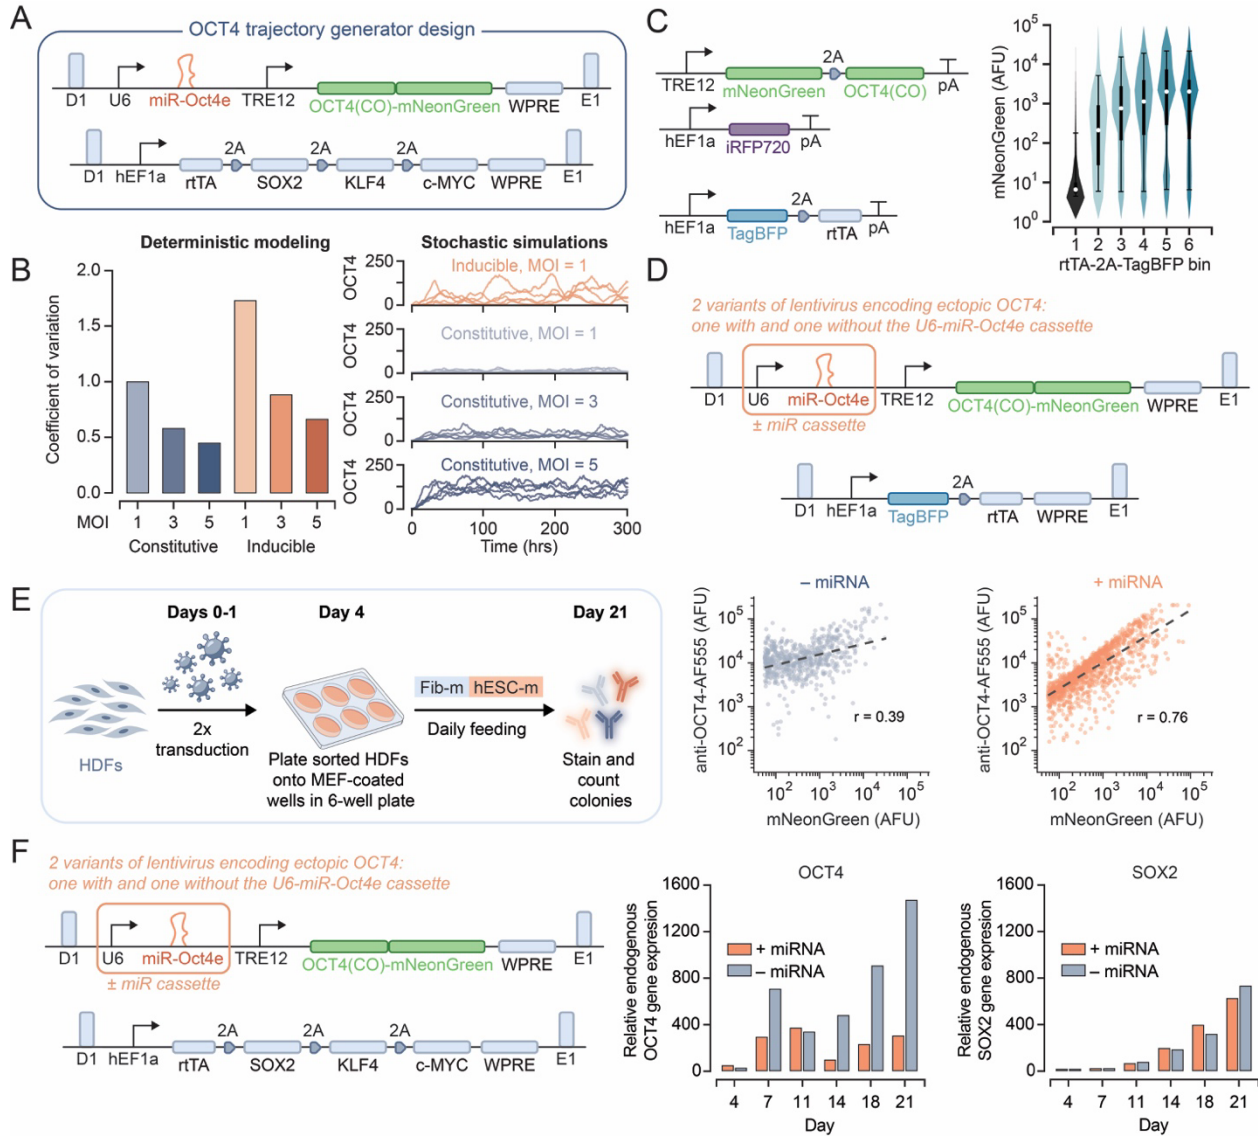 A
OCT4 trajectory generator design
D1
U6
miR-Oct4e
TRE12
OCT4(CO)-mNeonGreen
WPRE
E1
2A
2A
2A
D1
hEF1a
rtTA
SOX2
KLF4
c-MYC
WPRE
E1
B
Deterministic modeling
Coefficient of variation
2.0
1.5
1.0
0.5
0.0
MOI
1
3
5
1
3
5
Constitutive
Inducible
Stochastic simulations
OCT4
250
0
Inducible, MOI = 1
OCT4
250
0
Constitutive, MOI = 1
OCT4
250
0
Constitutive, MOI = 3
OCT4
250
0
Constitutive, MOI = 5
0
100
200
300
Time (hrs)
C
2A
TRE12
mNeonGreen
OCT4(CO)
pA
hEF1a
iRFP720
pA
2A
hEF1a
TagBFP
rtTA
pA
mNeonGreen (AFU)
10^5
10^4
10^3
10^2
10^1
10^0
1 2 3 4 5 6
rtTA-2A-TagBFP bin
D
2 variants of lentivirus encoding ectopic OCT4:
one with and one without the U6-miR-Oct4e cassette
D1
U6
miR-Oct4e
TRE12
OCT4(CO)-mNeonGreen
WPRE
E1
± miR cassette
2A
D1
hEF1a
TagBFP
rtTA
WPRE
E1
– miRNA
anti-OCT4-AF555 (AFU)
10^5
10^4
10^3
10^2
r = 0.39
10^2
10^3
10^4
10^5
mNeonGreen (AFU)
+ miRNA
anti-OCT4-AF555 (AFU)
10^5
10^4
10^3
10^2
r = 0.76
10^2
10^3
10^4
10^5
mNeonGreen (AFU)
E
Days 0-1
Day 4
Day 21
HDFs
2x
transduction
Plate sorted HDFs
onto MEF-coated
wells in 6-well plate
Fib-m
hESC-m
Daily feeding
Stain and
count
colonies
F
2 variants of lentivirus encoding ectopic OCT4:
one with and one without the U6-miR-Oct4e cassette
D1
U6
miR-Oct4e
TRE12
OCT4(CO)-mNeonGreen
WPRE
E1
± miR cassette
2A
2A
2A
D1
hEF1a
rtTA
SOX2
KLF4
c-MYC
WPRE
E1
OCT4
Relative endogenous
OCT4 gene expression
1600
1200
800
400
0
+ miRNA
– miRNA
4 7 11 14 18 21
Day
SOX2
Relative endogenous
SOX2 gene expression
1600
1200
800
400
0
+ miRNA
– miRNA
4 7 11 14 18 21
Day